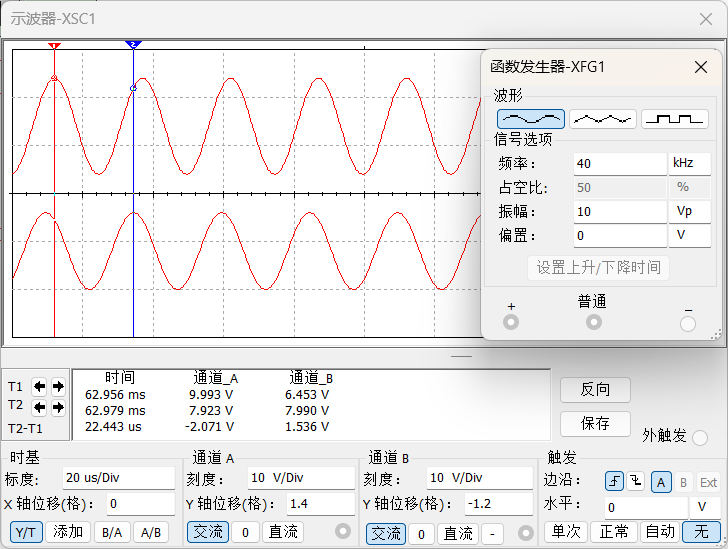 示波器-XSC1
1
2
函数发生器-XFG1
波形
信号选项
频率： 40 kHz
占空比: 50 %
振幅： 10 Vp
偏置： 0 V
设置上升/下降时间
+ 普通 −
时间 通道_A 通道_B
T1 62.956 ms 9.993 V 6.453 V
T2 62.979 ms 7.923 V 7.990 V
T2-T1 22.443 us -2.071 V 1.536 V
反向
保存
外触发
时基
标度: 20 us/Div
X 轴位移(格)： 0
Y/T 添加 B/A A/B
通道 A
刻度： 10 V/Div
Y 轴位移(格)： 1.4
交流 0 直流
通道 B
刻度： 10 V/Div
Y 轴位移(格)： -1.2
交流 0 直流 -
触发
边沿： A B Ext
水平： 0 V
单次 正常 自动 无